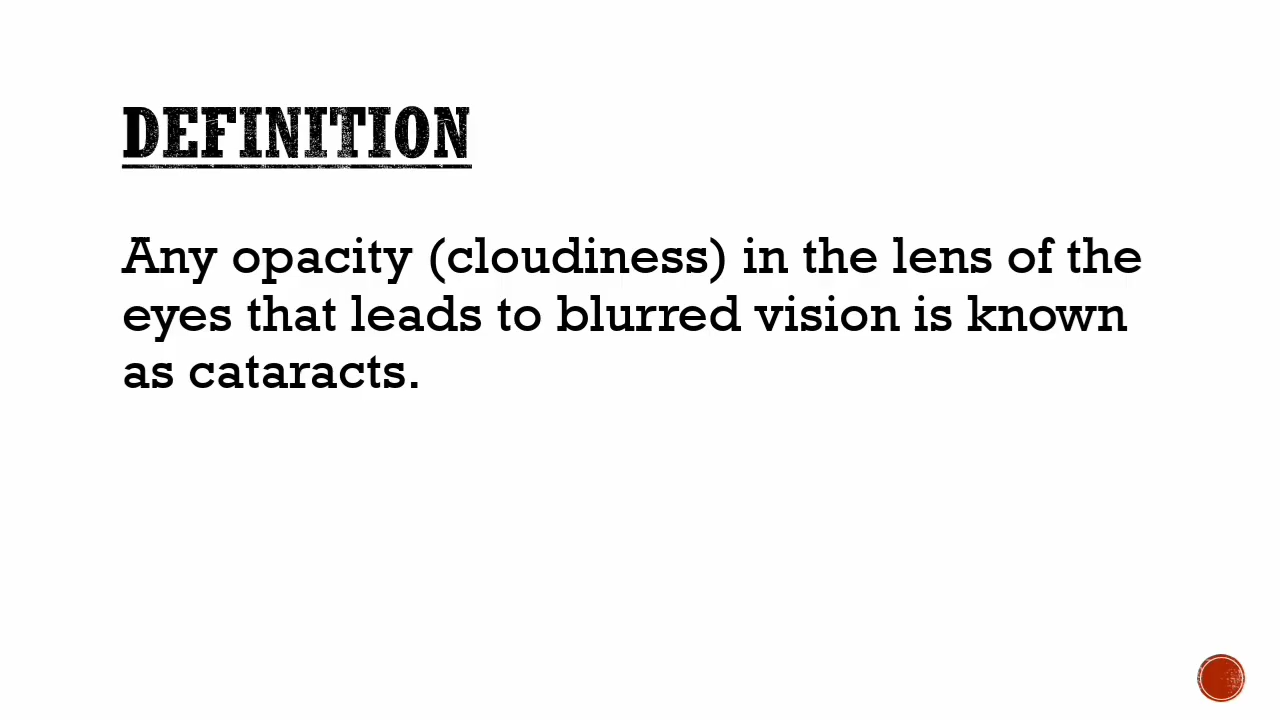 DEFINITION
Any opacity (cloudiness) in the lens of the
eyes that leads to blurred vision is known
as cataracts.